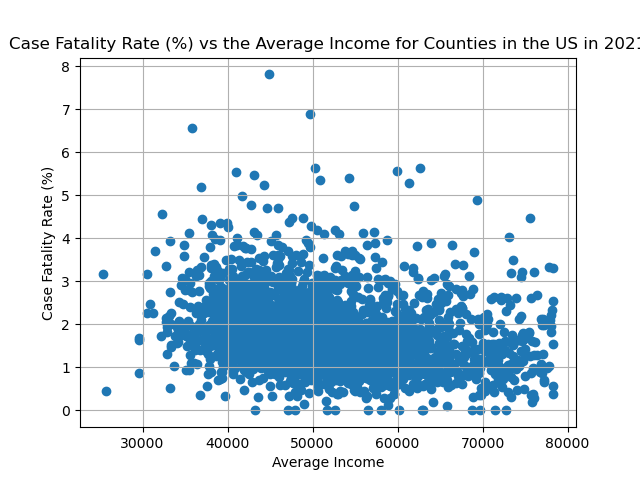 Case Fatality Rate (%) vs the Average Income for Counties in the US in 2021
8
7
6
5
4
3
2
1
0
Case Fatality Rate (%)
30000 40000 50000 60000 70000 80000
Average Income